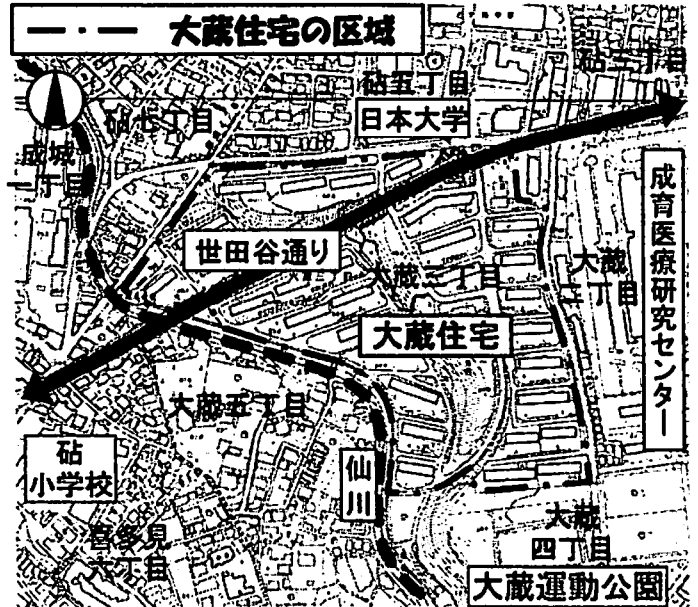 大蔵住宅の区域
砧五丁目
砧三丁目
砧七丁目
日本大学
成城
一丁目
世田谷通り
大蔵三丁目
大蔵
二丁目
成育医療研究センター
大蔵住宅
大蔵五丁目
砧
小学校
仙川
喜多見
六丁目
大蔵
四丁目
大蔵運動公園